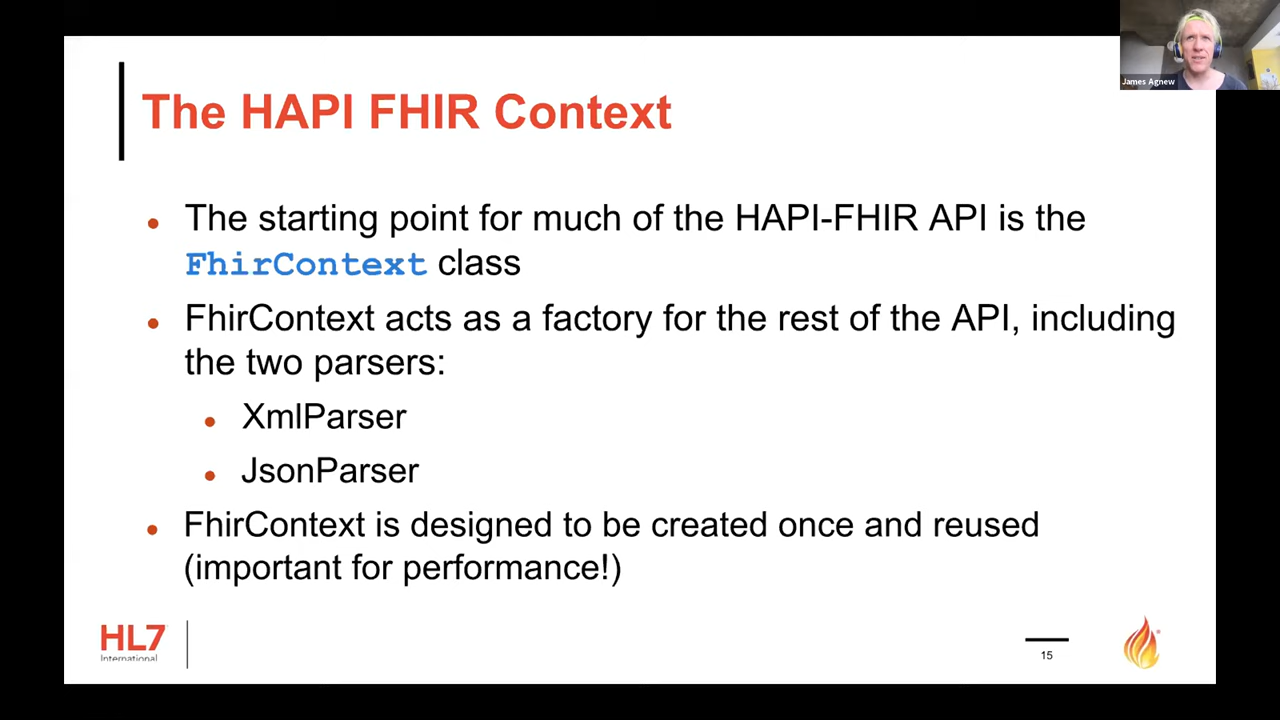 James Agnew
The HAPI FHIR Context
The starting point for much of the HAPI-FHIR API is the
FhirContext class
FhirContext acts as a factory for the rest of the API, including
the two parsers:
XmlParser
JsonParser
FhirContext is designed to be created once and reused
(important for performance!)
HL7
International
15